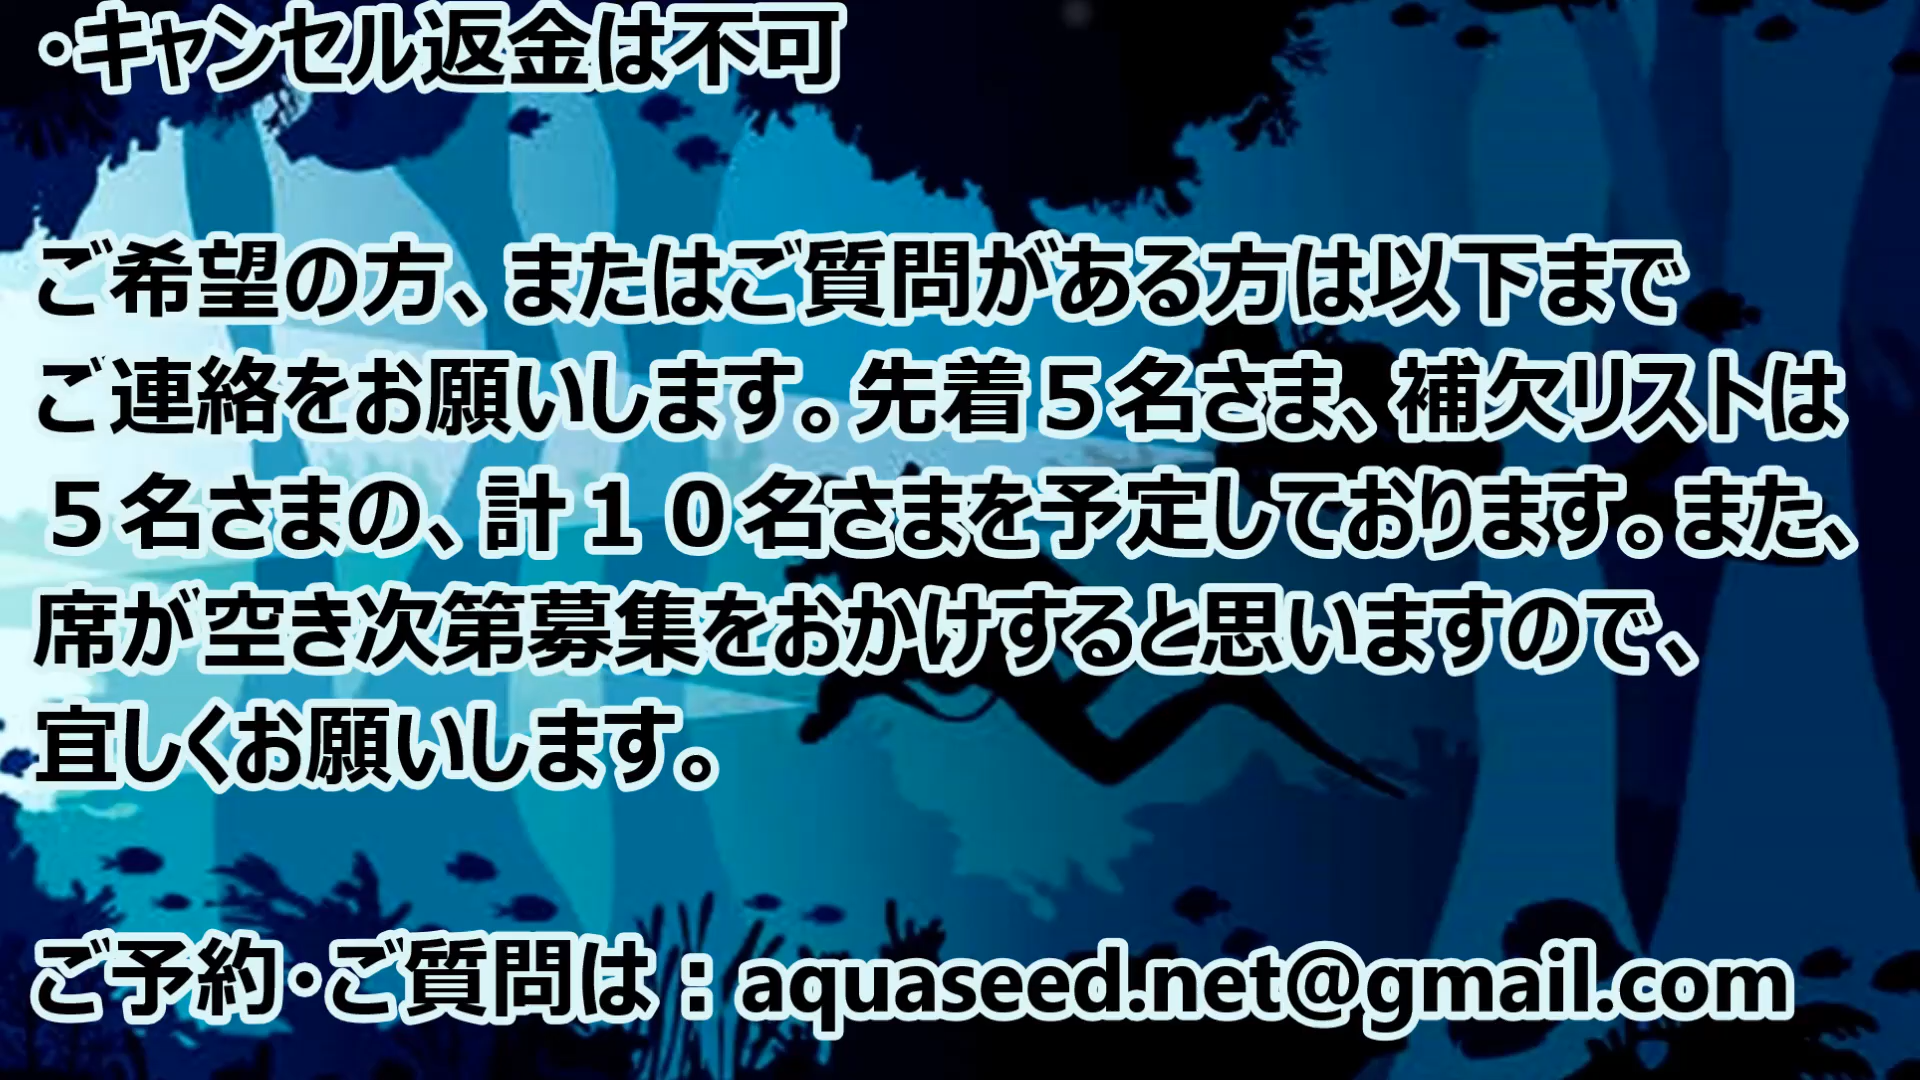 ・キャンセル返金は不可
ご希望の方、またはご質問がある方は以下まで
ご連絡をお願いします。先着５名さま、補欠リストは
５名さまの、計１０名さまを予定しております。また、
席が空き次第募集をおかけすると思いますので、
宜しくお願いします。
ご予約・ご質問は：aquaseed.net@gmail.com